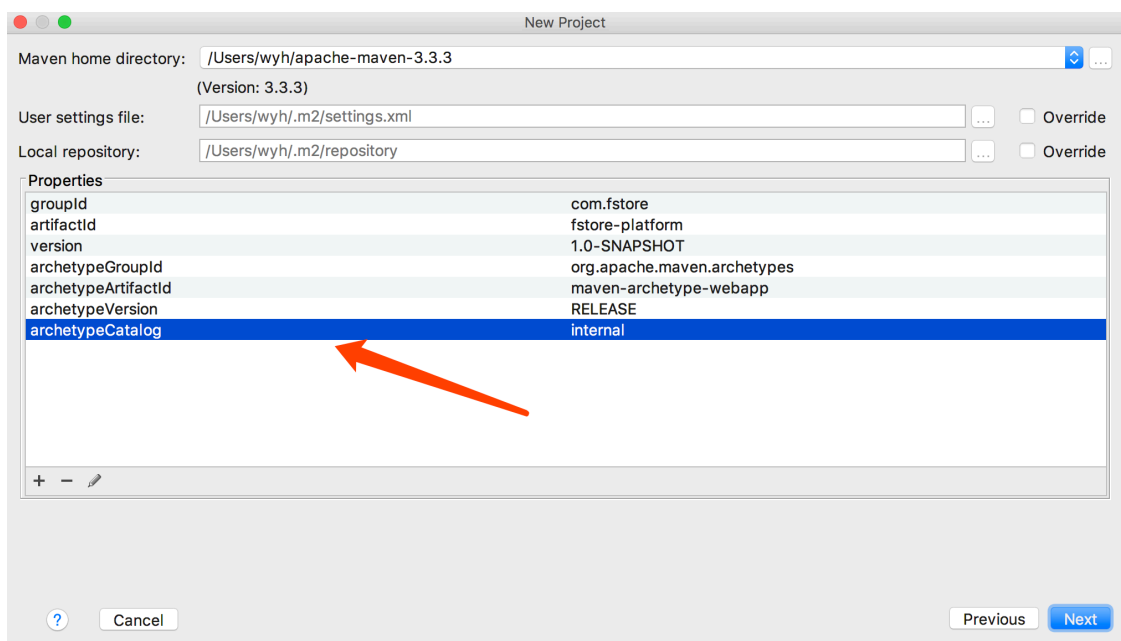 New Project
Maven home directory: /Users/wyh/apache-maven-3.3.3 ...
(Version: 3.3.3)
User settings file: /Users/wyh/.m2/settings.xml ... Override
Local repository: /Users/wyh/.m2/repository ... Override
Properties
groupId com.fstore
artifactId fstore-platform
version 1.0-SNAPSHOT
archetypeGroupId org.apache.maven.archetypes
archetypeArtifactId maven-archetype-webapp
archetypeVersion RELEASE
archetypeCatalog internal
+ −
? Cancel Previous Next